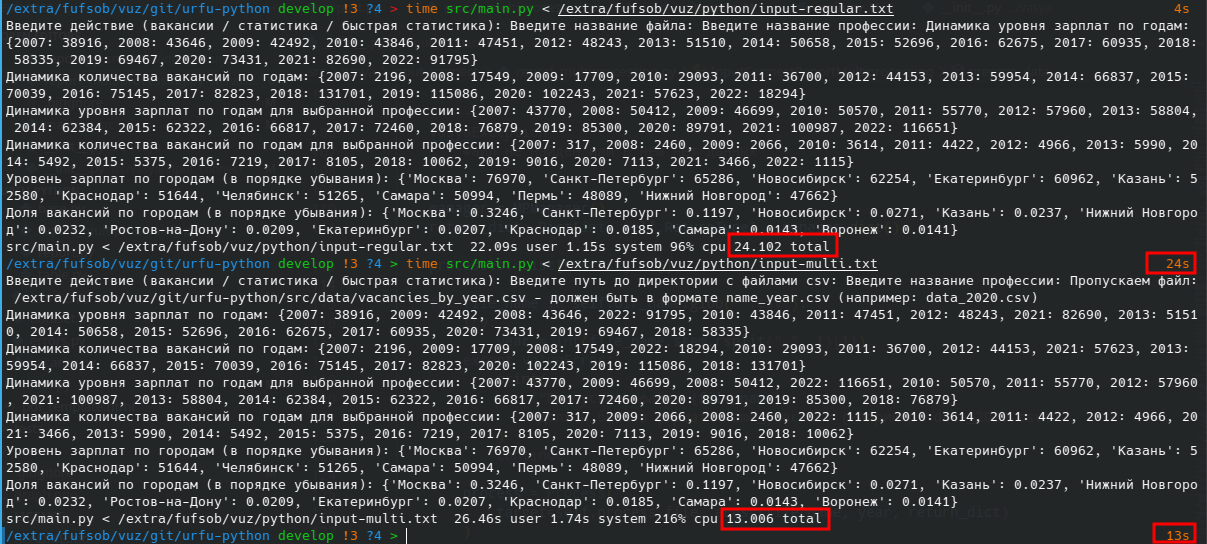 /extra/fufsob/vuz/git/urfu-python develop !3 ?4 > time src/main.py < /extra/fufsob/vuz/python/input-regular.txt 4s
Введите действие (вакансии / статистика / быстрая статистика): Введите название файла: Введите название профессии: Динамика уровня зарплат по годам:
{2007: 38916, 2008: 43646, 2009: 42492, 2010: 43846, 2011: 47451, 2012: 48243, 2013: 51510, 2014: 50658, 2015: 52696, 2016: 62675, 2017: 60935, 2018:
58335, 2019: 69467, 2020: 73431, 2021: 82690, 2022: 91795}
Динамика количества вакансий по годам: {2007: 2196, 2008: 17549, 2009: 17709, 2010: 29093, 2011: 36700, 2012: 44153, 2013: 59954, 2014: 66837, 2015:
70039, 2016: 75145, 2017: 82823, 2018: 131701, 2019: 115086, 2020: 102243, 2021: 57623, 2022: 18294}
Динамика уровня зарплат по годам для выбранной профессии: {2007: 43770, 2008: 50412, 2009: 46699, 2010: 50570, 2011: 55770, 2012: 57960, 2013: 58804,
2014: 62384, 2015: 62322, 2016: 66817, 2017: 72460, 2018: 76879, 2019: 85300, 2020: 89791, 2021: 100987, 2022: 116651}
Динамика количества вакансий по годам для выбранной профессии: {2007: 317, 2008: 2460, 2009: 2066, 2010: 3614, 2011: 4422, 2012: 4966, 2013: 5990, 20
14: 5492, 2015: 5375, 2016: 7219, 2017: 8105, 2018: 10062, 2019: 9016, 2020: 7113, 2021: 3466, 2022: 1115}
Уровень зарплат по городам (в порядке убывания): {'Москва': 76970, 'Санкт-Петербург': 65286, 'Новосибирск': 62254, 'Екатеринбург': 60962, 'Казань': 5
2580, 'Краснодар': 51644, 'Челябинск': 51265, 'Самара': 50994, 'Пермь': 48089, 'Нижний Новгород': 47662}
Доля вакансий по городам (в порядке убывания): {'Москва': 0.3246, 'Санкт-Петербург': 0.1197, 'Новосибирск': 0.0271, 'Казань': 0.0237, 'Нижний Новгоро
д': 0.0232, 'Ростов-на-Дону': 0.0209, 'Екатеринбург': 0.0207, 'Краснодар': 0.0185, 'Самара': 0.0143, 'Воронеж': 0.0141}
src/main.py < /extra/fufsob/vuz/python/input-regular.txt 22.09s user 1.15s system 96% cpu 24.102 total
/extra/fufsob/vuz/git/urfu-python develop !3 ?4 > time src/main.py < /extra/fufsob/vuz/python/input-multi.txt 24s
Введите действие (вакансии / статистика / быстрая статистика): Введите путь до директории с файлами csv: Введите название профессии: Пропускаем файл:
/extra/fufsob/vuz/git/urfu-python/src/data/vacancies_by_year.csv - должен быть в формате name_year.csv (например: data_2020.csv)
Динамика уровня зарплат по годам: {2007: 38916, 2009: 42492, 2008: 43646, 2022: 91795, 2010: 43846, 2011: 47451, 2012: 48243, 2021: 82690, 2013: 5151
0, 2014: 50658, 2015: 52696, 2016: 62675, 2017: 60935, 2020: 73431, 2019: 69467, 2018: 58335}
Динамика количества вакансий по годам: {2007: 2196, 2009: 17709, 2008: 17549, 2022: 18294, 2010: 29093, 2011: 36700, 2012: 44153, 2021: 57623, 2013:
59954, 2014: 66837, 2015: 70039, 2016: 75145, 2017: 82823, 2020: 102243, 2019: 115086, 2018: 131701}
Динамика уровня зарплат по годам для выбранной профессии: {2007: 43770, 2009: 46699, 2008: 50412, 2022: 116651, 2010: 50570, 2011: 55770, 2012: 57960
, 2021: 100987, 2013: 58804, 2014: 62384, 2015: 62322, 2016: 66817, 2017: 72460, 2020: 89791, 2019: 85300, 2018: 76879}
Динамика количества вакансий по годам для выбранной профессии: {2007: 317, 2009: 2066, 2008: 2460, 2022: 1115, 2010: 3614, 2011: 4422, 2012: 4966, 20
21: 3466, 2013: 5990, 2014: 5492, 2015: 5375, 2016: 7219, 2017: 8105, 2020: 7113, 2019: 9016, 2018: 10062}
Уровень зарплат по городам (в порядке убывания): {'Москва': 76970, 'Санкт-Петербург': 65286, 'Новосибирск': 62254, 'Екатеринбург': 60962, 'Казань': 5
2580, 'Краснодар': 51644, 'Челябинск': 51265, 'Самара': 50994, 'Пермь': 48089, 'Нижний Новгород': 47662}
Доля вакансий по городам (в порядке убывания): {'Москва': 0.3246, 'Санкт-Петербург': 0.1197, 'Новосибирск': 0.0271, 'Казань': 0.0237, 'Нижний Новгоро
д': 0.0232, 'Ростов-на-Дону': 0.0209, 'Екатеринбург': 0.0207, 'Краснодар': 0.0185, 'Самара': 0.0143, 'Воронеж': 0.0141}
src/main.py < /extra/fufsob/vuz/python/input-multi.txt 26.46s user 1.74s system 216% cpu 13.006 total
/extra/fufsob/vuz/git/urfu-python develop !3 ?4 > 13s